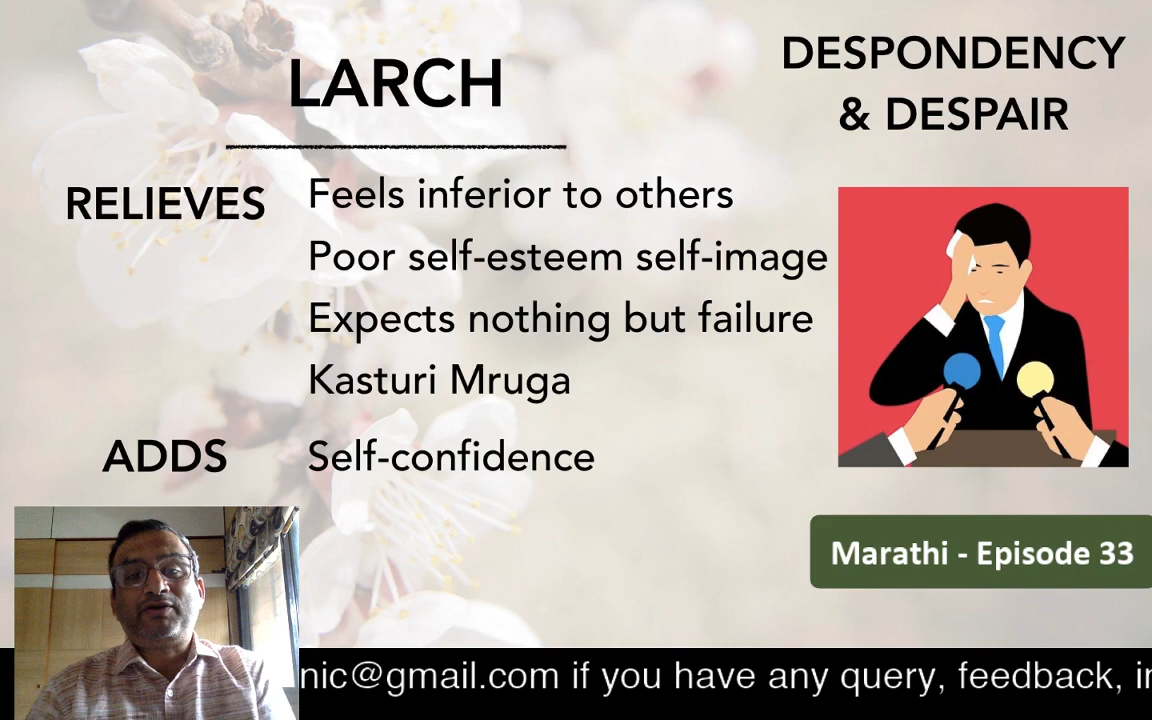 LARCH
DESPONDENCY
& DESPAIR
RELIEVES
Feels inferior to others
Poor self-esteem self-image
Expects nothing but failure
Kasturi Mruga
ADDS
Self-confidence
Marathi - Episode 33
nic@gmail.com if you have any query, feedback,